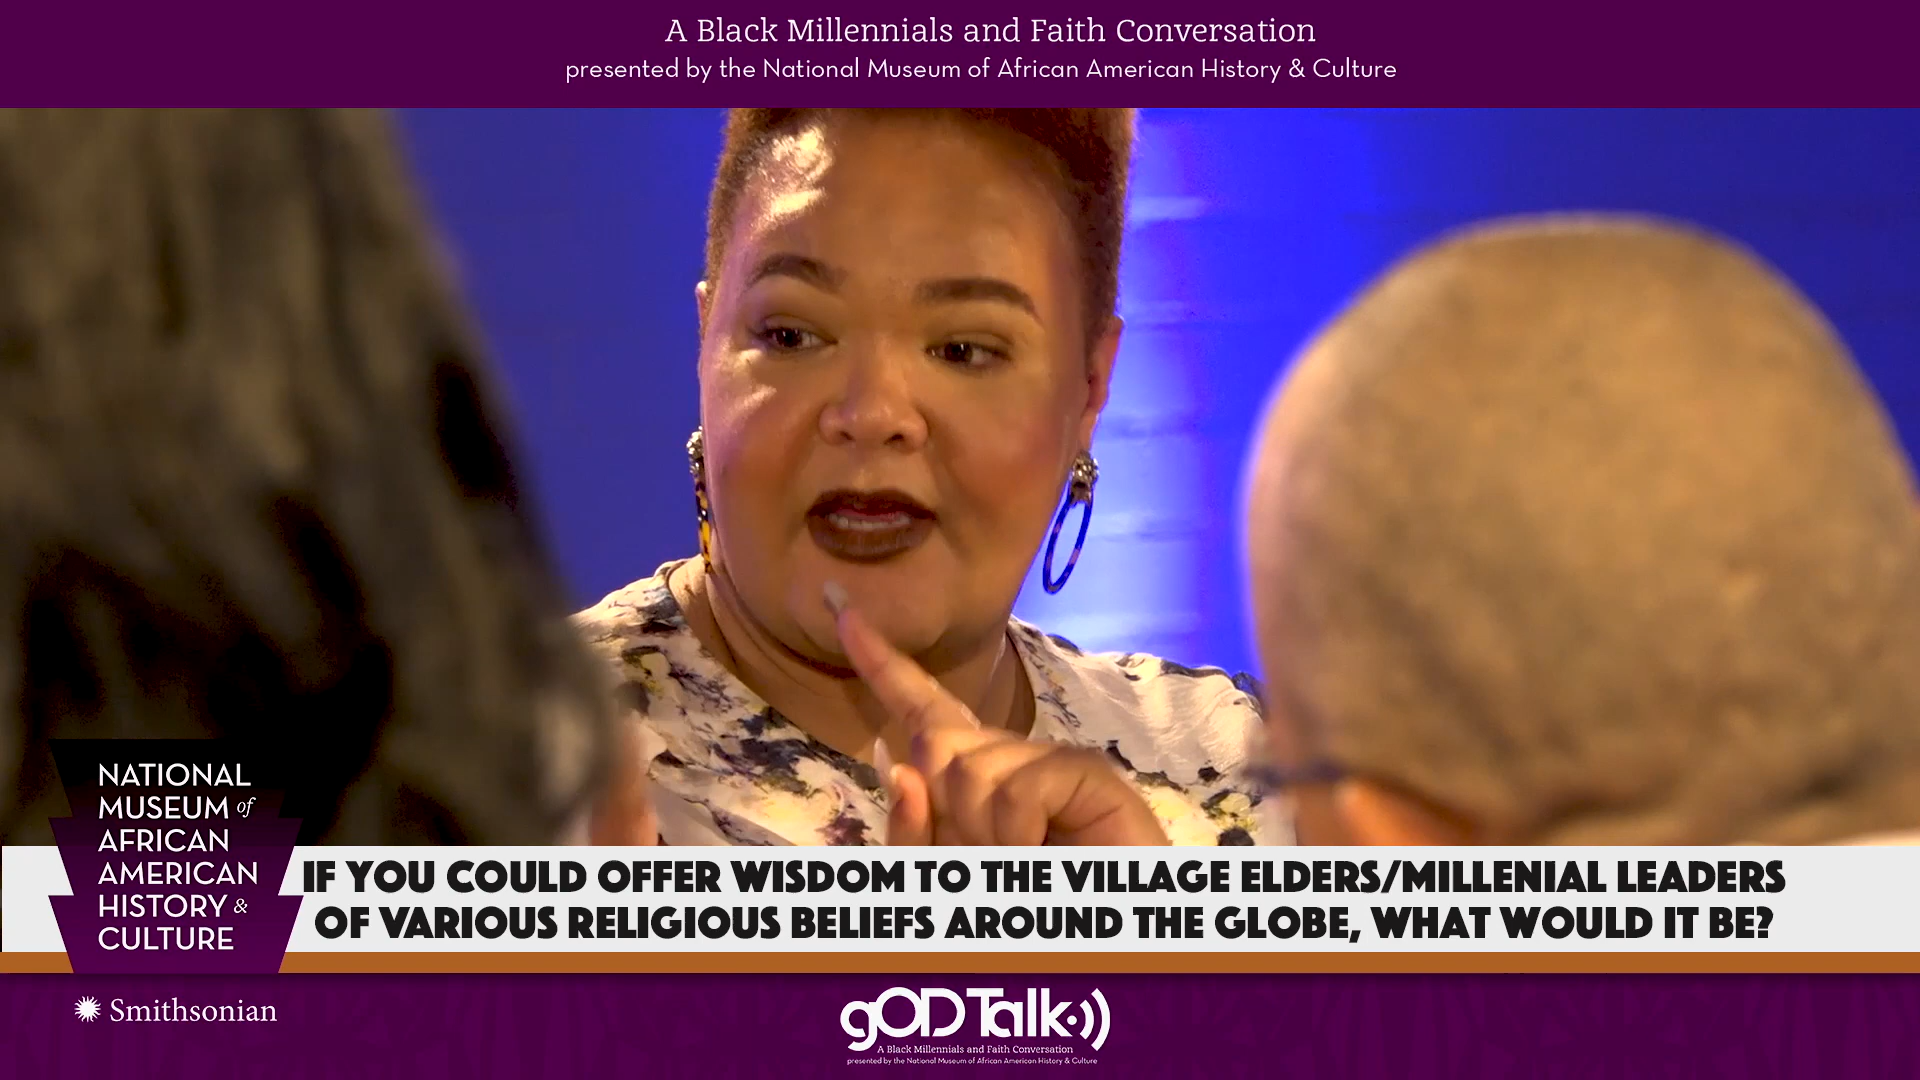 A Black Millennials and Faith Conversation
presented by the National Museum of African American History & Culture
NATIONAL
MUSEUM of
AFRICAN
AMERICAN
HISTORY &
CULTURE
IF YOU COULD OFFER WISDOM TO THE VILLAGE ELDERS/MILLENIAL LEADERS
OF VARIOUS RELIGIOUS BELIEFS AROUND THE GLOBE, WHAT WOULD IT BE?
Smithsonian
gOD Talk
A Black Millennials and Faith Conversation
presented by the National Museum of African American History & Culture